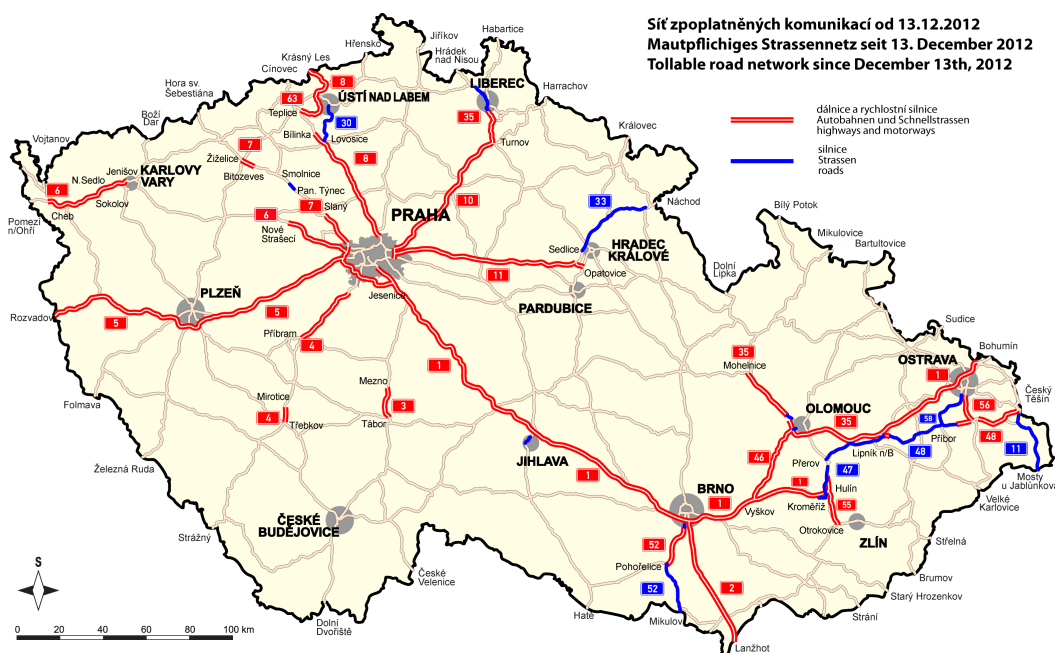 Síť zpoplatněných komunikací od 13.12.2012
Mautpflichiges Strassennetz seit 13. December 2012
Tollable road network since December 13th, 2012
dálnice a rychlostní silnice
Autobahnen und Schnellstrassen
highways and motorways
silnice
Strassen
roads
Habartice
Jiříkov
Hřensko
Hrádek
nad Nisou
Krásný Les
Cínovec
LIBEREC
8
63
ÚSTÍ NAD LABEM
Hora sv.
Šebestiána
Harrachov
Teplice
35
Boží
Dar
30
Královec
Bílinka
Lovosice
Vojtanov
7
Turnov
Žiželice
8
Jenišov
KARLOVY
VARY
Bitozeves
Smolnice
N.Sedlo
6
Pan. Týnec
10
33
Náchod
Sokolov
7
Slaný
Cheb
6
PRAHA
Bílý Potok
Pomezí
n/Ohří
Nové
Strašecí
Mikulovice
Sedlice
HRADEC
KRÁLOVÉ
Bartultovice
11
Opatovice
Dolní
Lipka
Jesenice
PLZEŇ
PARDUBICE
5
Rozvadov
5
Příbram
4
Sudice
Bohumín
35
OSTRAVA
1
Mohelnice
1
Mezno
Český
Těšín
Folmava
Mirotice
3
OLOMOUC
56
4
Třebkov
Tábor
35
58
Příbor
48
11
JIHLAVA
46
Lipník n/B
48
Železná Ruda
Přerov
47
Mosty
u Jablůnkova
1
BRNO
1
1
Hulín
Velké
Karlovice
Vyškov
Kroměříž
55
ČESKÉ
BUDĚJOVICE
Otrokovice
ZLÍN
Strážný
Střelná
52
Pohořelice
S
České
Velenice
Brumov
52
2
Starý Hrozenkov
Hatě
Strání
Dolní
Dvořiště
Mikulov
0 20 40 60 80 100 km
Lanžhot